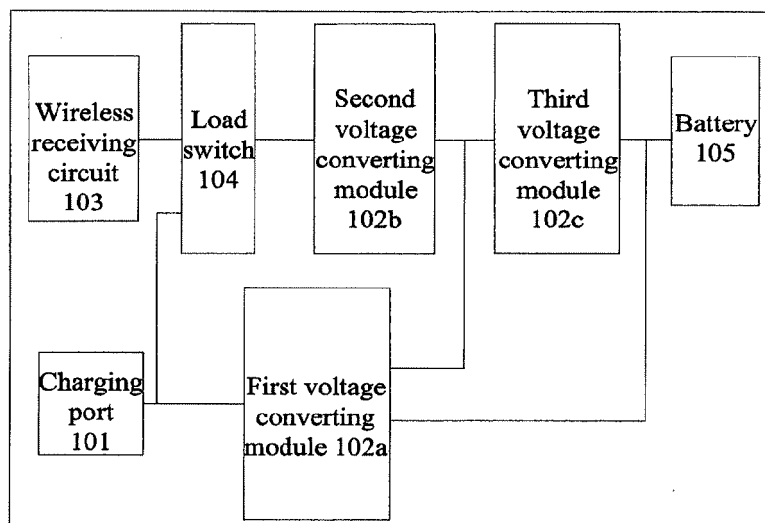 Wireless
receiving
circuit
103
Load
switch
104
Second
voltage
converting
module
102b
Third
voltage
converting
module
102c
Battery
105
Charging
port
101
First voltage
converting
module 102a